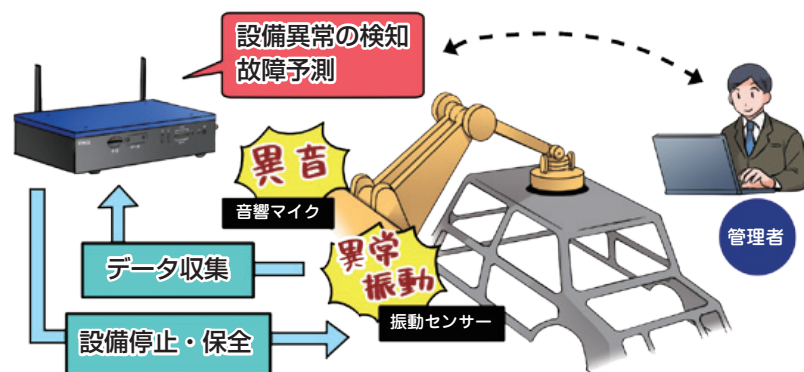 設備異常の検知
故障予測
異音
音響マイク
異常
振動
振動センサー
データ収集
設備停止・保全
管理者